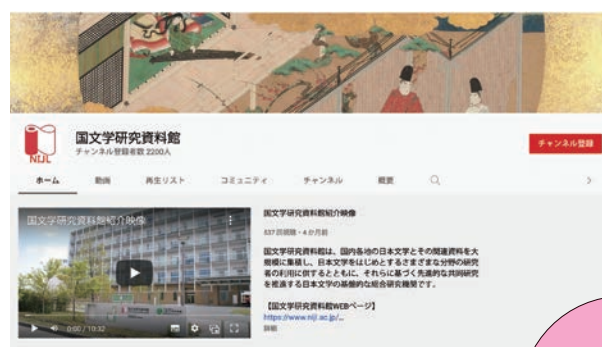 国文学研究資料館
チャンネル登録者数 2200人
チャンネル登録
NIJL
ホーム 動画 再生リスト コミュニティ チャンネル 概要
国文学研究資料館紹介映像
0:00 / 10:32
国文学研究資料館紹介映像
537 回視聴・4 か月前
国文学研究資料館は、国内各地の日本文学とその関連資料を大
規模に集積し、日本文学をはじめとするさまざまな分野の研究
者の利用に供するとともに、それらに基づく先進的な共同研究
を推進する日本文学の基盤的な総合研究機関です。
【国文学研究資料館WEBページ】
https://www.nijl.ac.jp/...
詳細